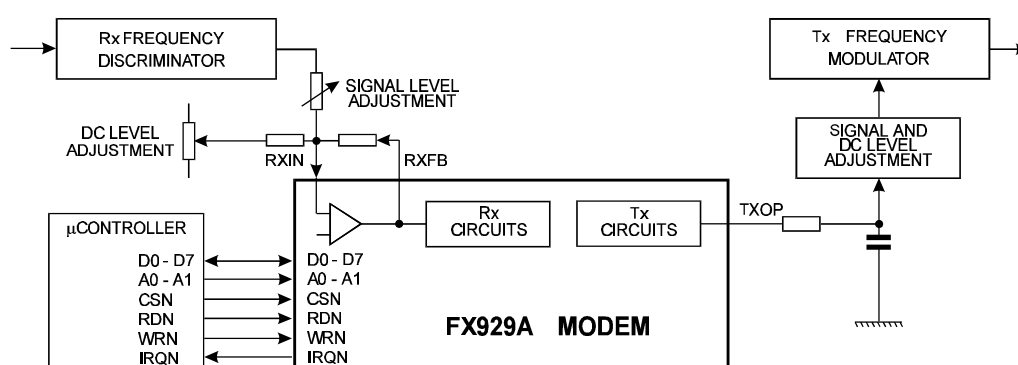 Rx FREQUENCY
DISCRIMINATOR
Tx FREQUENCY
MODULATOR
SIGNAL LEVEL
ADJUSTMENT
DC LEVEL
ADJUSTMENT
RXIN
RXFB
SIGNAL AND
DC LEVEL
ADJUSTMENT
µCONTROLLER
Rx
CIRCUITS
Tx
CIRCUITS
TXOP
D0 - D7
A0 - A1
CSN
RDN
WRN
IRQN
D0 - D7
A0 - A1
CSN
RDN
WRN
IRQN
FX929A MODEM